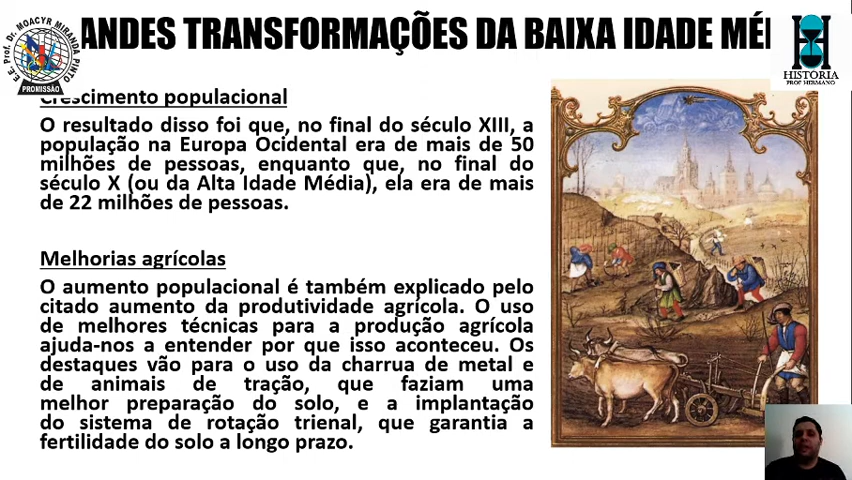 E.E. Prof. Dr. MOACYR MIRANDA PINTO
PROMISSÃO
ANDES TRANSFORMAÇÕES DA BAIXA IDADE MÉ
HISTORIA
PROF HERMANO
Crescimento populacional
O resultado disso foi que, no final do século XIII, a
população na Europa Ocidental era de mais de 50
milhões de pessoas, enquanto que, no final do
século X (ou da Alta Idade Média), ela era de mais
de 22 milhões de pessoas.
Melhorias agrícolas
O aumento populacional é também explicado pelo
citado aumento da produtividade agrícola. O uso
de melhores técnicas para a produção agrícola
ajuda-nos a entender por que isso aconteceu. Os
destaques vão para o uso da charrua de metal e
de animais de tração, que faziam uma
melhor preparação do solo, e a implantação
do sistema de rotação trienal, que garantia a
fertilidade do solo a longo prazo.